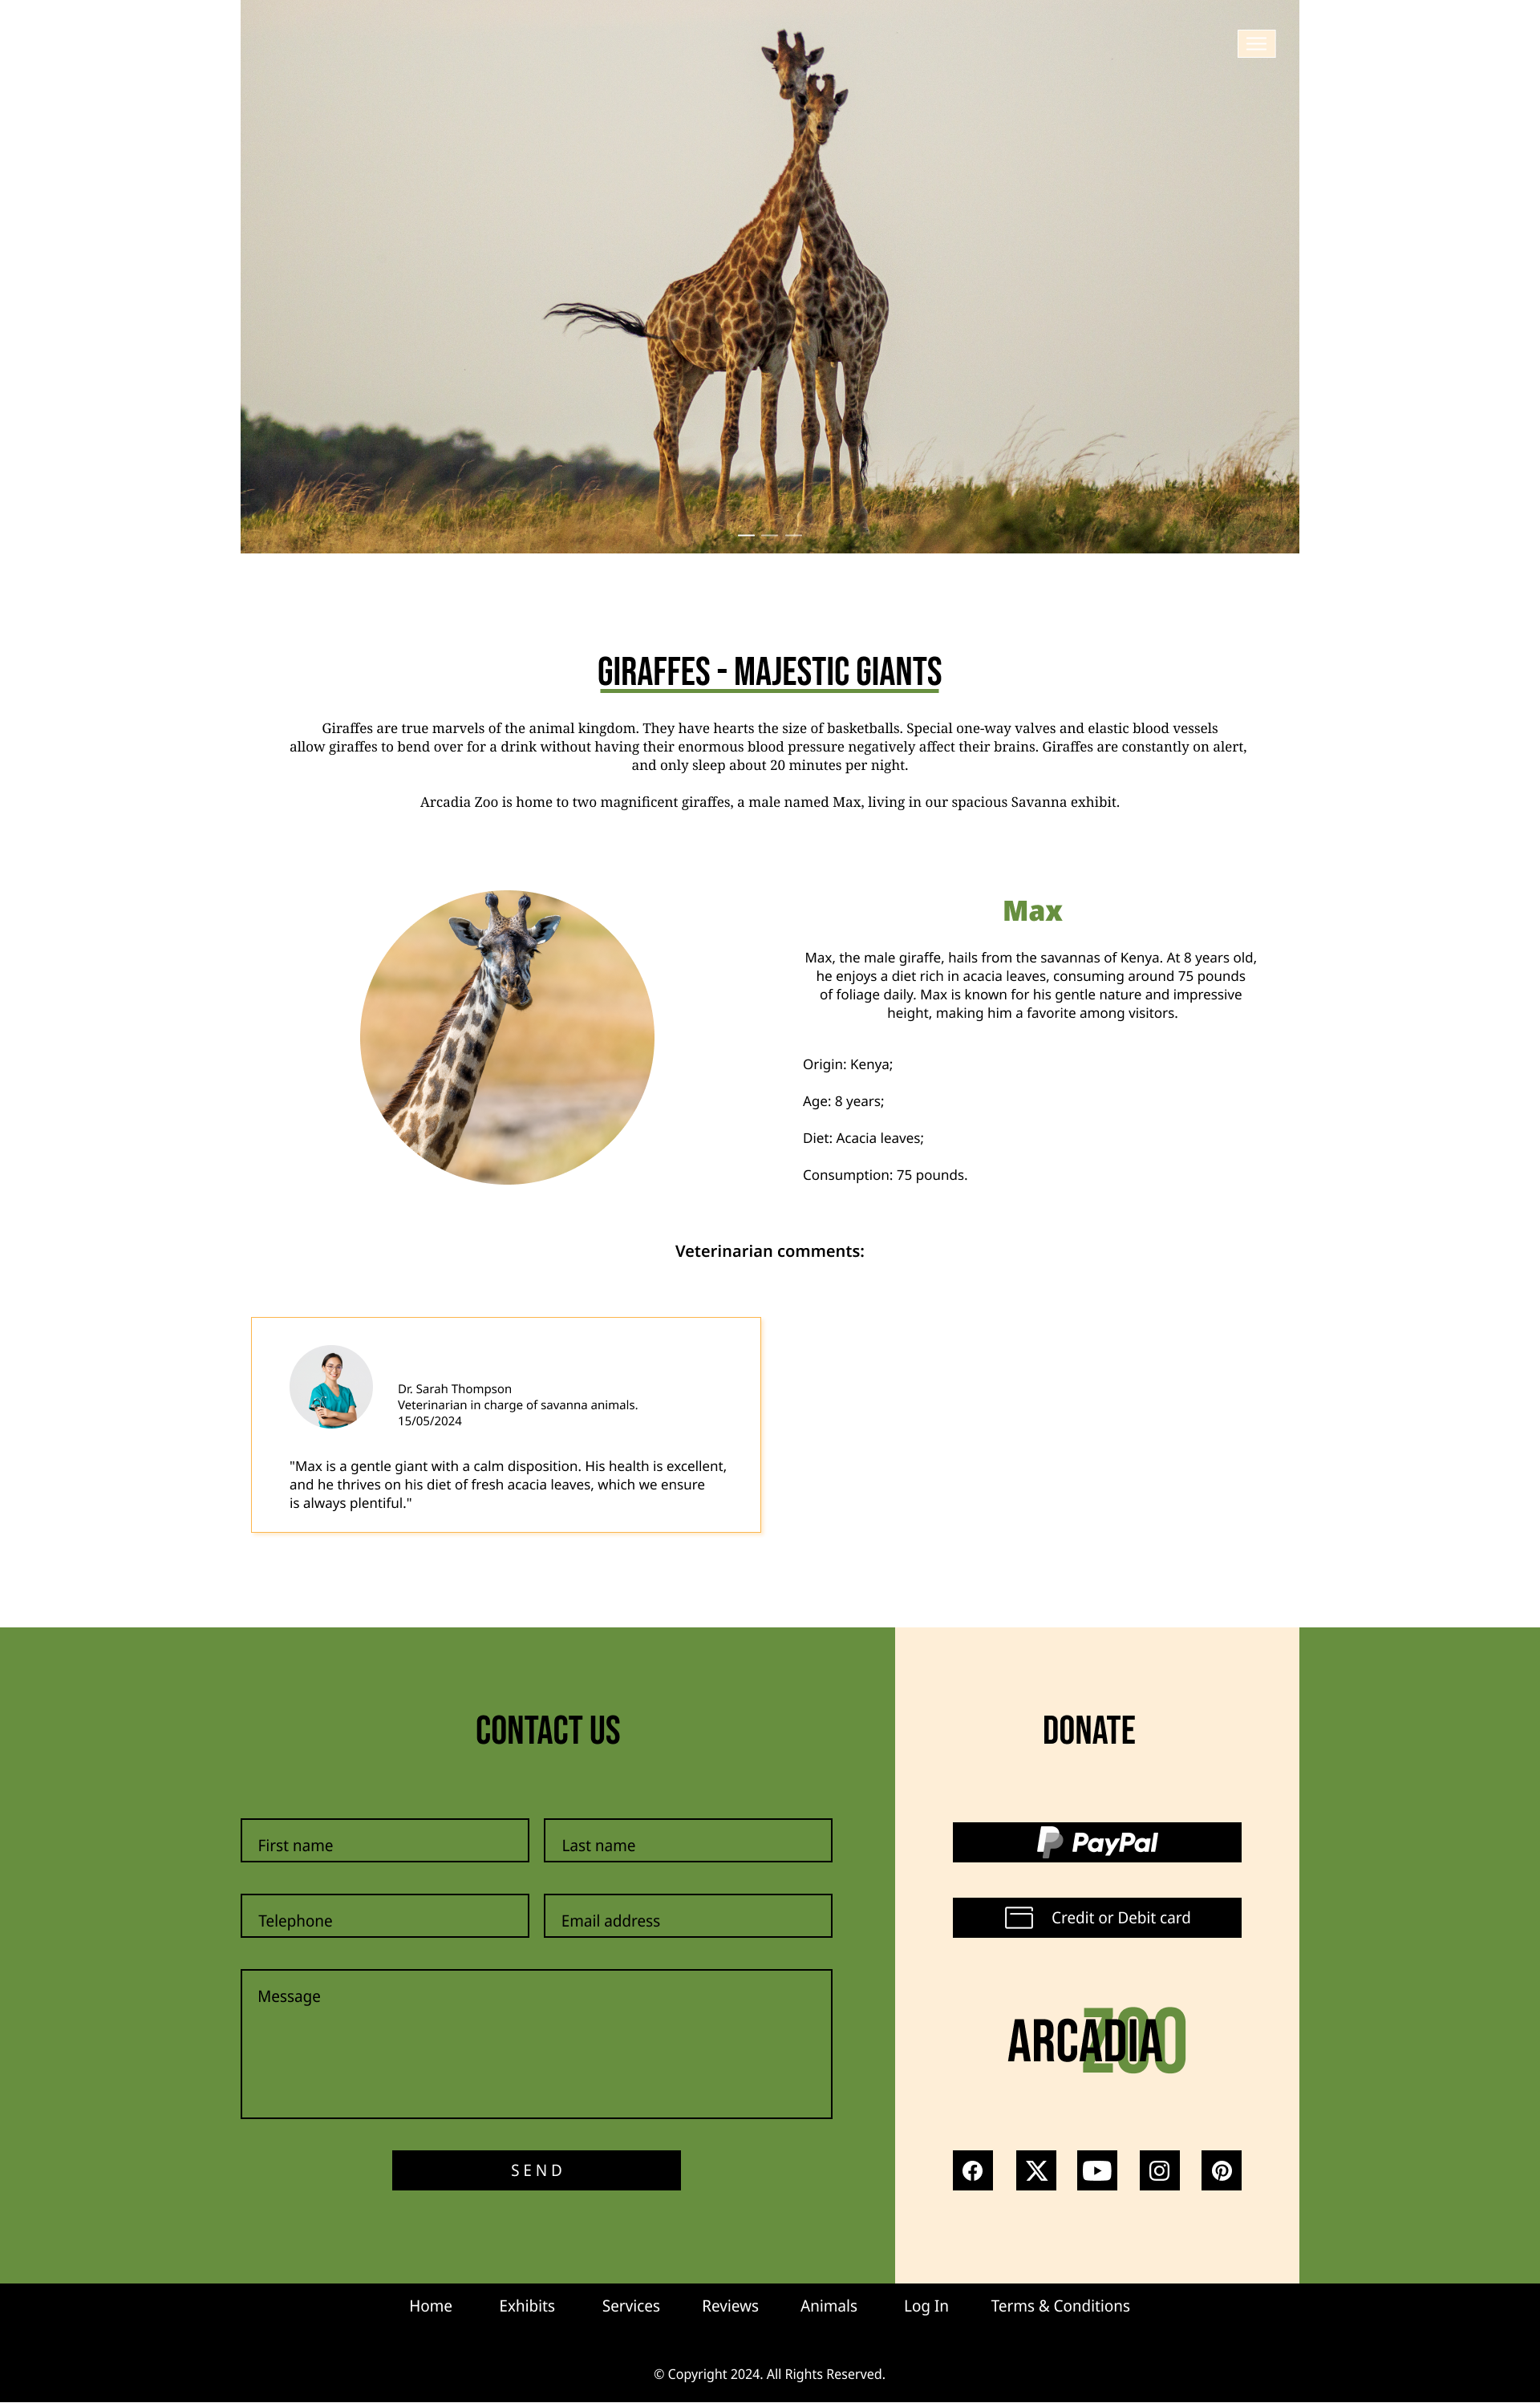 GIRAFFES - MAJESTIC GIANTS
Giraffes are true marvels of the animal kingdom. They have hearts the size of basketballs. Special one-way valves and elastic blood vessels
allow giraffes to bend over for a drink without having their enormous blood pressure negatively affect their brains. Giraffes are constantly on alert,
and only sleep about 20 minutes per night.
Arcadia Zoo is home to two magnificent giraffes, a male named Max, living in our spacious Savanna exhibit.
Max
Max, the male giraffe, hails from the savannas of Kenya. At 8 years old,
he enjoys a diet rich in acacia leaves, consuming around 75 pounds
of foliage daily. Max is known for his gentle nature and impressive
height, making him a favorite among visitors.
Origin: Kenya;
Age: 8 years;
Diet: Acacia leaves;
Consumption: 75 pounds.
Veterinarian comments:
Dr. Sarah Thompson
Veterinarian in charge of savanna animals.
15/05/2024
"Max is a gentle giant with a calm disposition. His health is excellent,
and he thrives on his diet of fresh acacia leaves, which we ensure
is always plentiful."
CONTACT US
First name
Last name
Telephone
Email address
Message
SEND
DONATE
PayPal
Credit or Debit card
ARCADIA ZOO
Home Exhibits Services Reviews Animals Log In Terms & Conditions
© Copyright 2024. All Rights Reserved.